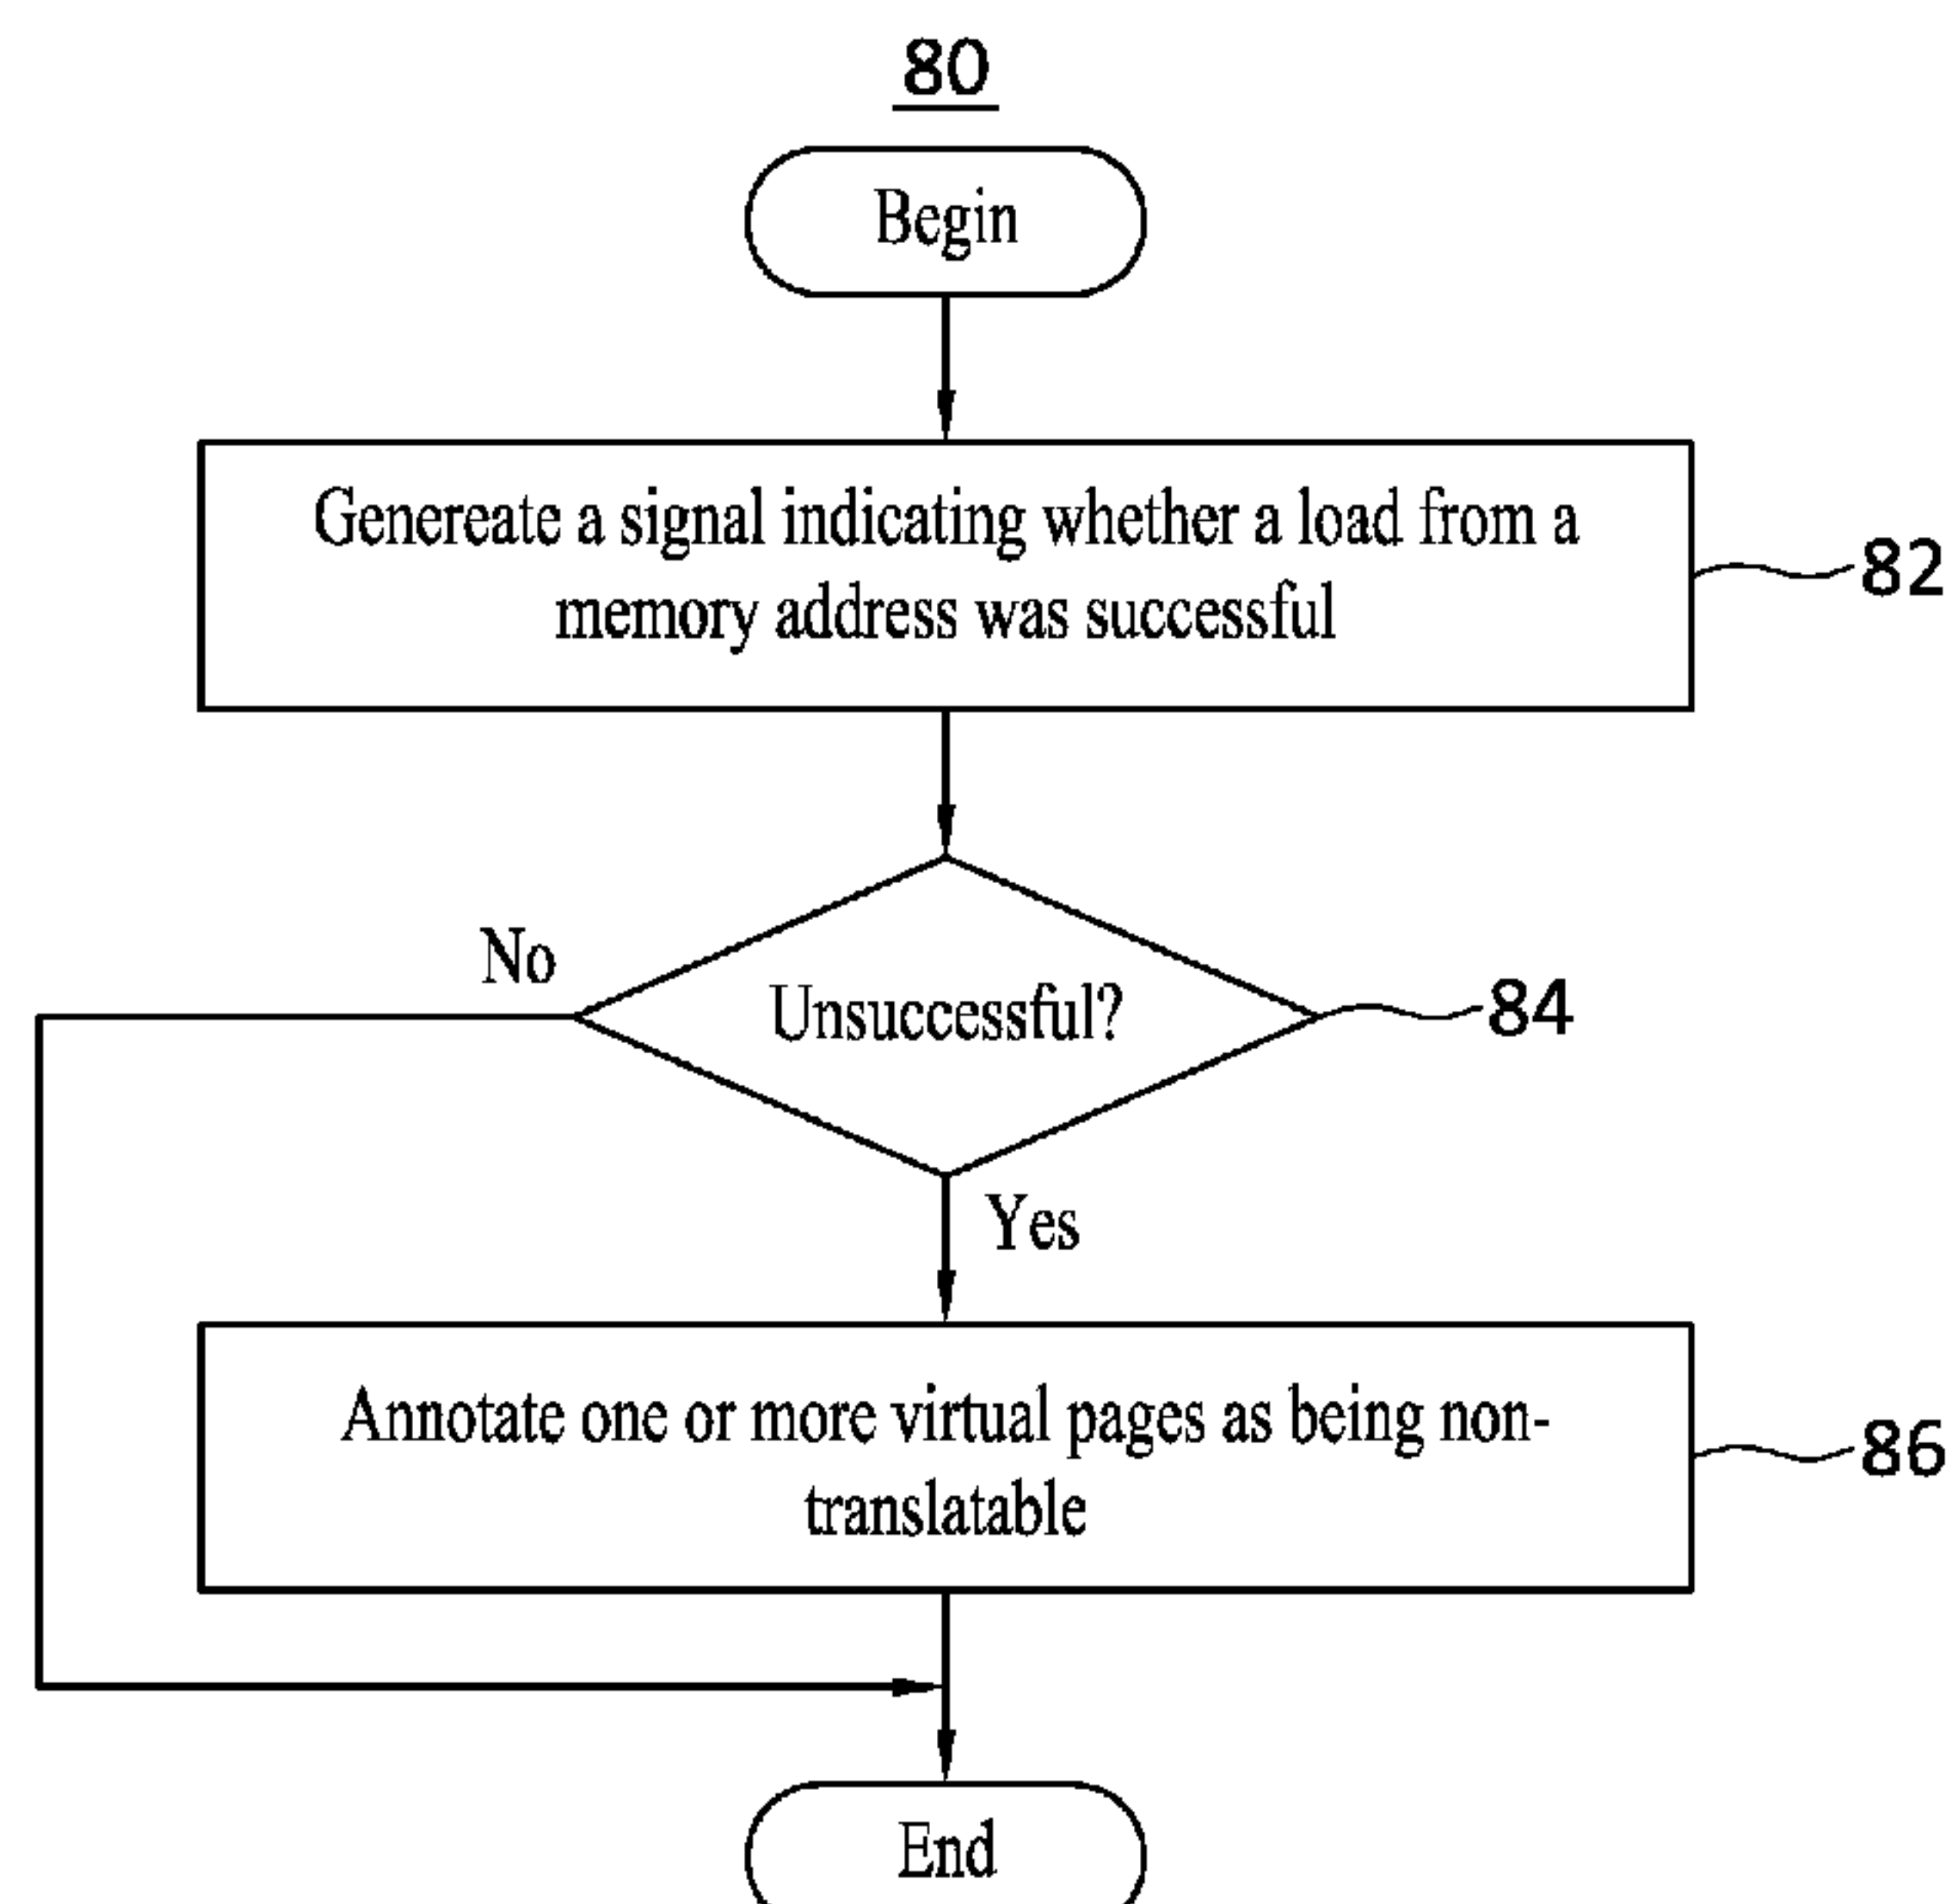 80
Begin
Genereate a signal indicating whether a load from a
memory address was successful
82
No
Unsuccessful?
84
Yes
Annotate one or more virtual pages as being non-
translatable
86
End